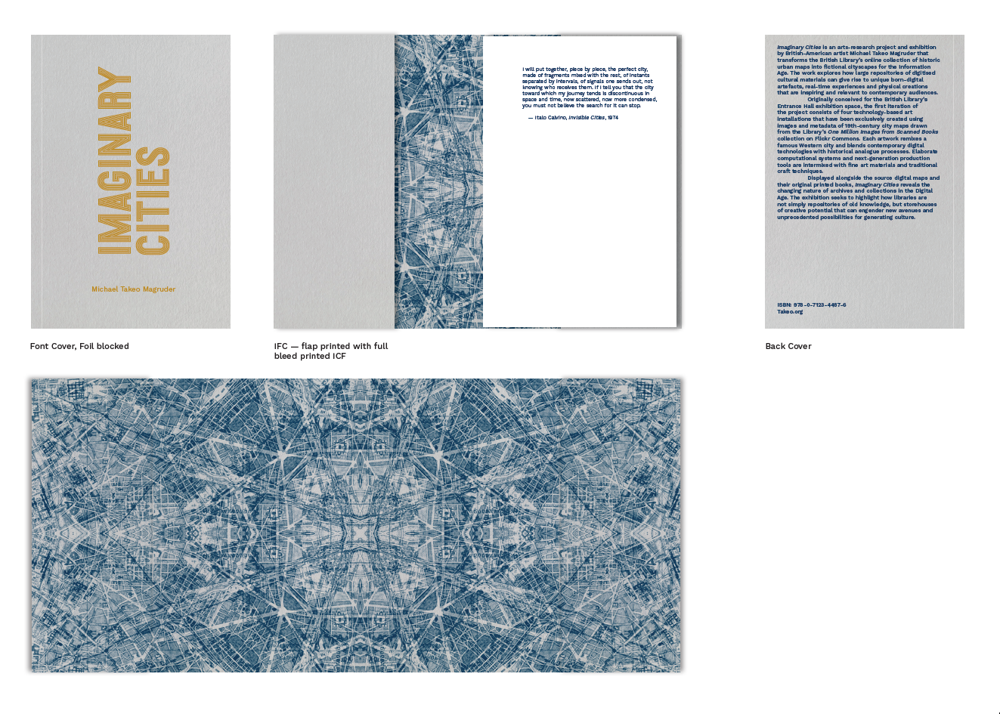 IMAGINARY
CITIES
Michael Takeo Magruder
Font Cover, Foil blocked
I will put together, piece by piece, the perfect city,
made of fragments mixed with the rest, of instants
separated by intervals, of signals one sends out, not
knowing who receives them. If I tell you that the city
toward which my journey tends is discontinuous in
space and time, now scattered, now more condensed,
you must not believe the search for it can stop.
— Italo Calvino, Invisible Cities, 1974
IFC — flap printed with full
bleed printed ICF
Imaginary Cities is an arts-research project and exhibition
by British-American artist Michael Takeo Magruder that
transforms the British Library's online collection of historic
urban maps into fictional cityscapes for the Information
Age. The work explores how large repositories of digitised
cultural materials can give rise to unique born-digital
artefacts, real-time experiences and physical creations
that are inspiring and relevant to contemporary audiences.
Originally conceived for the British Library's
Entrance Hall exhibition space, the first iteration of
the project consists of four technology-based art
installations that have been exclusively created using
images and metadata of 19th-century city maps drawn
from the Library's One Million Images from Scanned Books
collection on Flickr Commons. Each artwork remixes a
famous Western city and blends contemporary digital
technologies with historical analogue processes. Elaborate
computational systems and next-generation production
tools are intermixed with fine art materials and traditional
craft techniques.
Displayed alongside the source digital maps and
their original printed books, Imaginary Cities reveals the
changing nature of archives and collections in the Digital
Age. The exhibition seeks to highlight how libraries are
not simply repositories of old knowledge, but storehouses
of creative potential that can engender new avenues and
unprecedented possibilities for generating culture.
ISBN: 978-0-7123-4487-6
Takeo.org
Back Cover